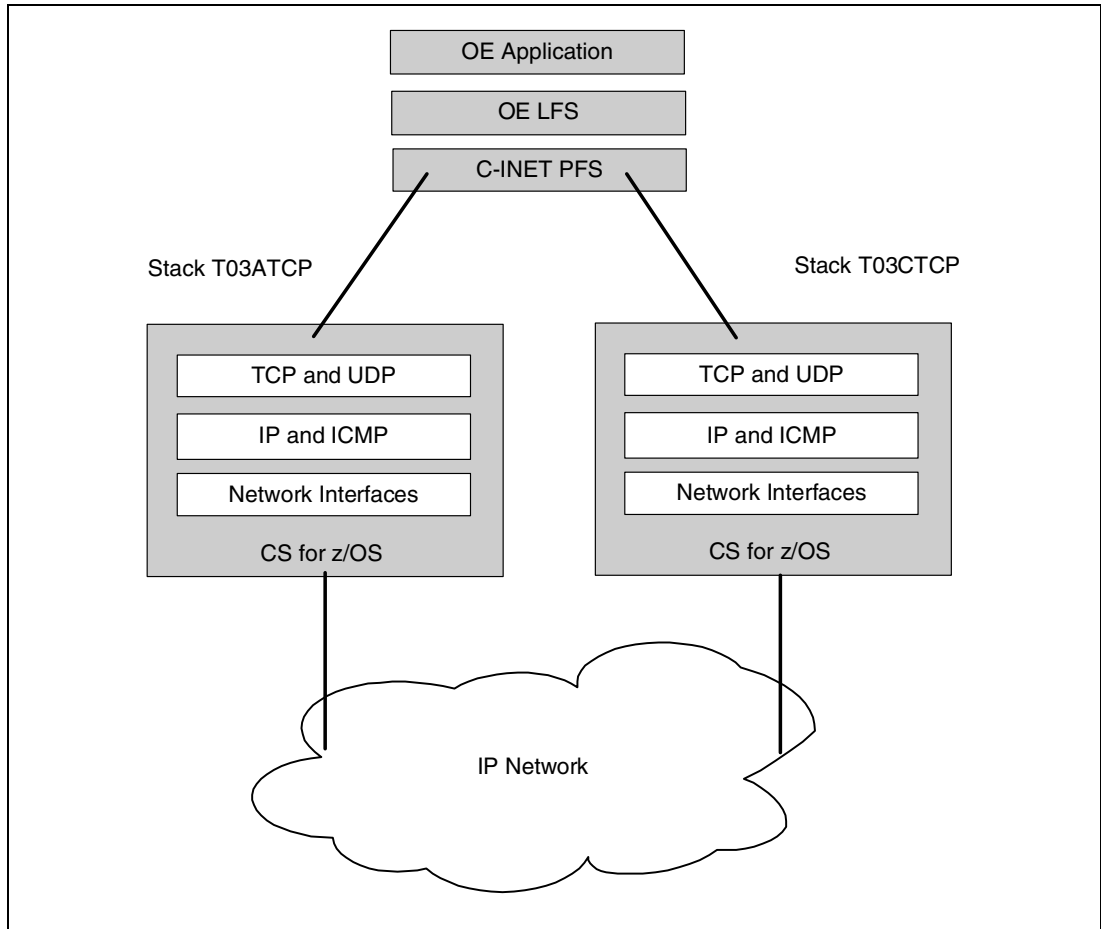 OE Application
OE LFS
C-INET PFS
Stack T03ATCP
Stack T03CTCP
TCP and UDP
IP and ICMP
Network Interfaces
CS for z/OS
TCP and UDP
IP and ICMP
Network Interfaces
CS for z/OS
IP Network